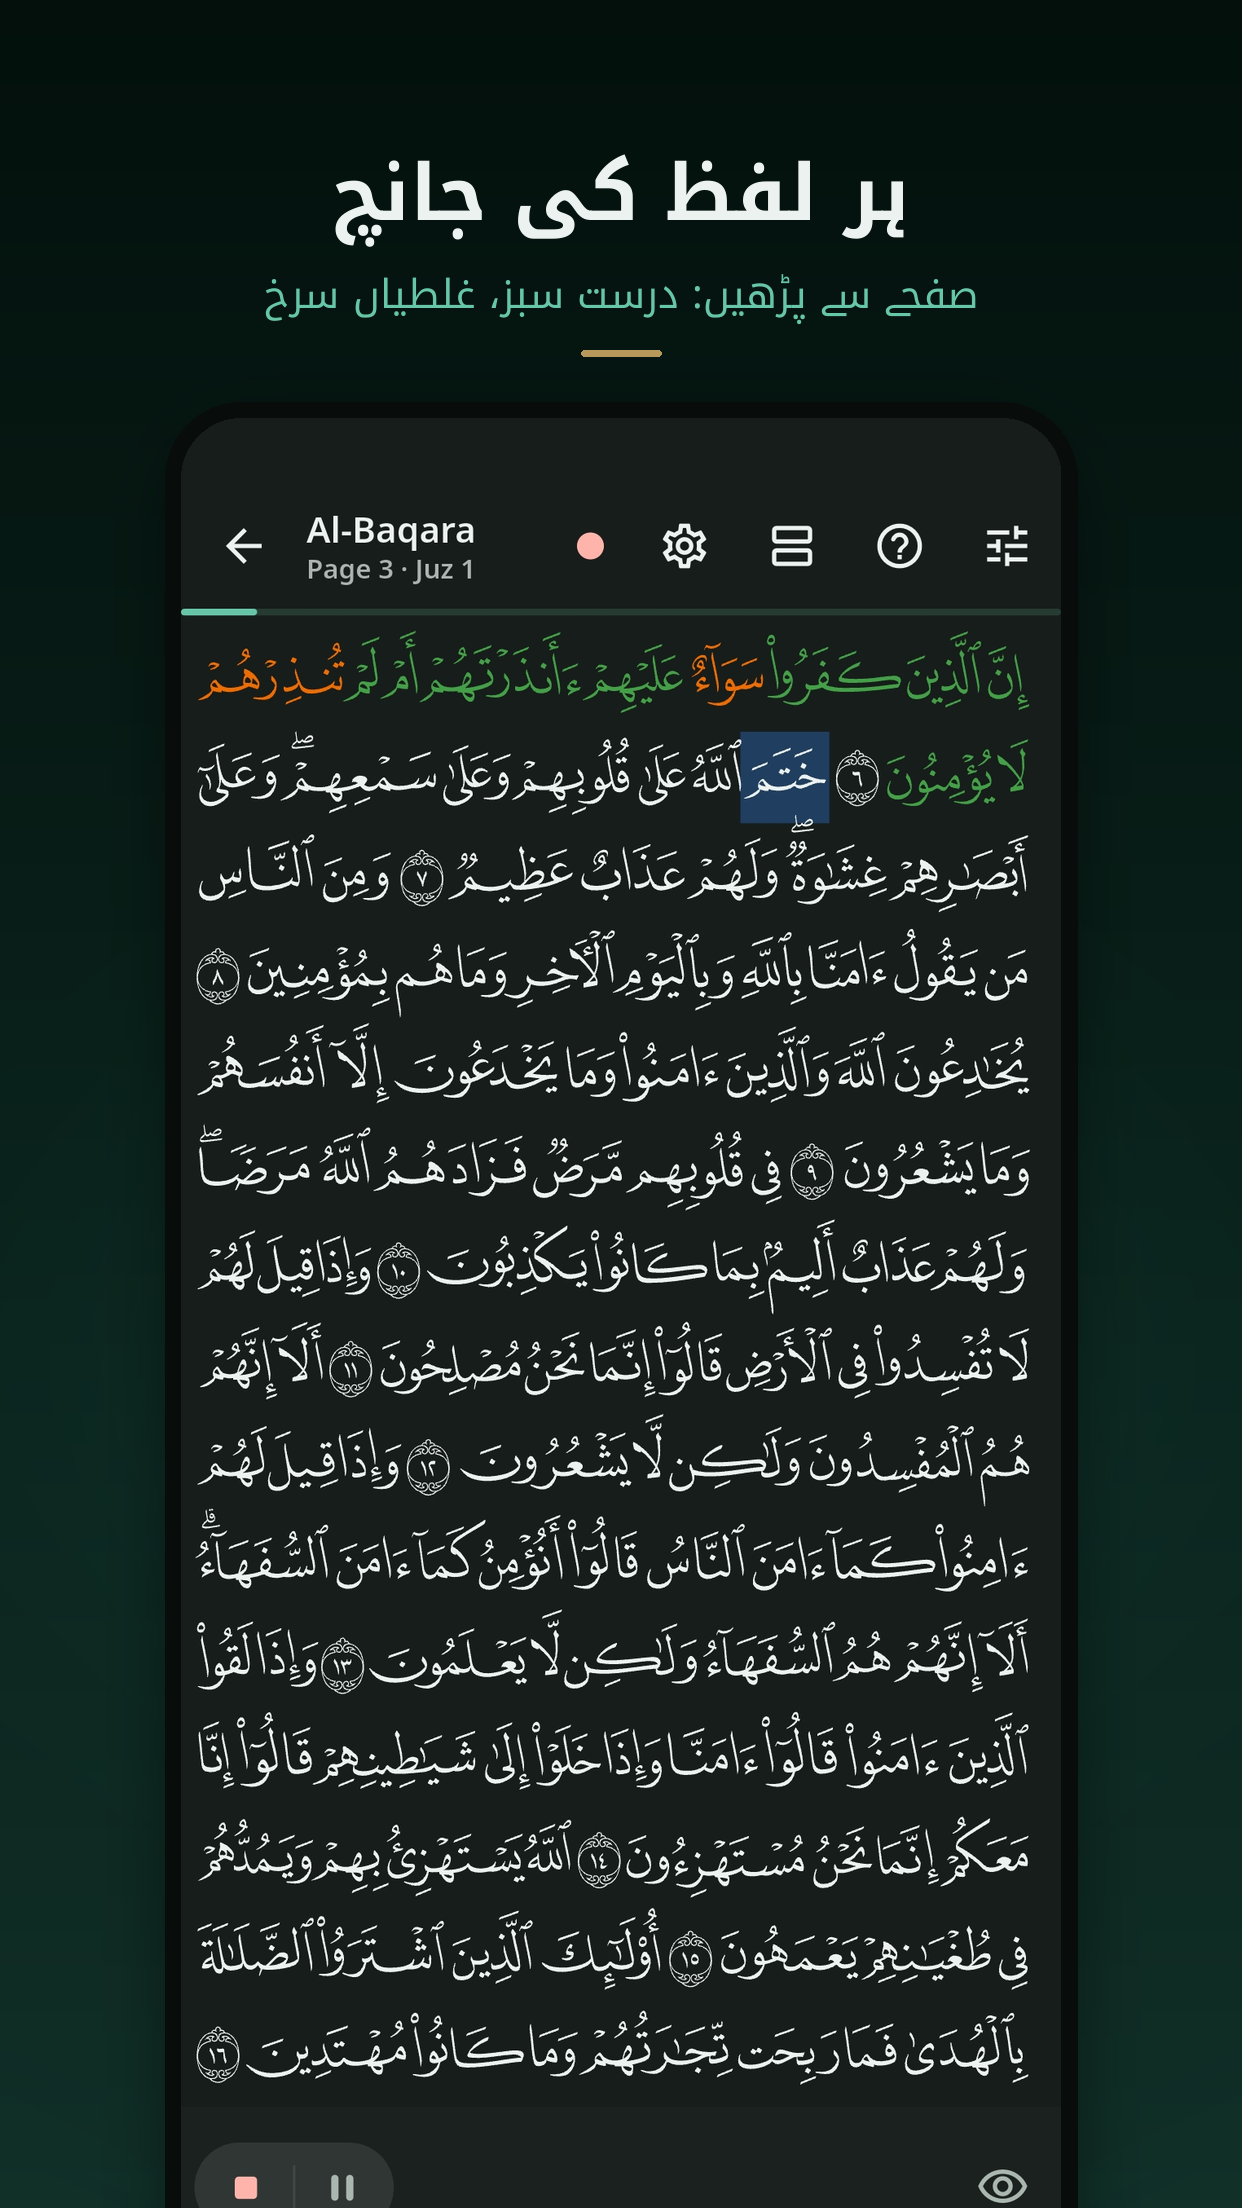 ہر لفظ کی جانچ
صفحے سے پڑھیں: درست سبز، غلطیاں سرخ
Al-Baqara
Page 3 · Juz 1
إِنَّ ٱلَّذِينَ كَفَرُوا۟ سَوَآءٌ عَلَيْهِمْ ءَأَنذَرْتَهُمْ أَمْ لَمْ تُنذِرْهُمْ
لَا يُؤْمِنُونَ ٦ خَتَمَ ٱللَّهُ عَلَىٰ قُلُوبِهِمْ وَعَلَىٰ سَمْعِهِمْ ۖ وَعَلَىٰٓ
أَبْصَـٰرِهِمْ غِشَـٰوَةٌ ۖ وَلَهُمْ عَذَابٌ عَظِيمٌ ٧ وَمِنَ ٱلنَّاسِ
مَن يَقُولُ ءَامَنَّا بِٱللَّهِ وَبِٱلْيَوْمِ ٱلْـَٔاخِرِ وَمَا هُم بِمُؤْمِنِينَ ٨
يُخَـٰدِعُونَ ٱللَّهَ وَٱلَّذِينَ ءَامَنُوا۟ وَمَا يَخْدَعُونَ إِلَّآ أَنفُسَهُمْ
وَمَا يَشْعُرُونَ ٩ فِى قُلُوبِهِم مَّرَضٌ فَزَادَهُمُ ٱللَّهُ مَرَضًا ۖ
وَلَهُمْ عَذَابٌ أَلِيمٌۢ بِمَا كَانُوا۟ يَكْذِبُونَ ١٠ وَإِذَا قِيلَ لَهُمْ
لَا تُفْسِدُوا۟ فِى ٱلْأَرْضِ قَالُوٓا۟ إِنَّمَا نَحْنُ مُصْلِحُونَ ١١ أَلَآ إِنَّهُمْ
هُمُ ٱلْمُفْسِدُونَ وَلَـٰكِن لَّا يَشْعُرُونَ ١٢ وَإِذَا قِيلَ لَهُمْ
ءَامِنُوا۟ كَمَآ ءَامَنَ ٱلنَّاسُ قَالُوٓا۟ أَنُؤْمِنُ كَمَآ ءَامَنَ ٱلسُّفَهَآءُ ۗ
أَلَآ إِنَّهُمْ هُمُ ٱلسُّفَهَآءُ وَلَـٰكِن لَّا يَعْلَمُونَ ١٣ وَإِذَا لَقُوا۟
ٱلَّذِينَ ءَامَنُوا۟ قَالُوٓا۟ ءَامَنَّا وَإِذَا خَلَوْا۟ إِلَىٰ شَيَـٰطِينِهِمْ قَالُوٓا۟ إِنَّا
مَعَكُمْ إِنَّمَا نَحْنُ مُسْتَهْزِءُونَ ١٤ ٱللَّهُ يَسْتَهْزِئُ بِهِمْ وَيَمُدُّهُمْ
فِى طُغْيَـٰنِهِمْ يَعْمَهُونَ ١٥ أُو۟لَـٰٓئِكَ ٱلَّذِينَ ٱشْتَرَوُا۟ ٱلضَّلَـٰلَةَ
بِٱلْهُدَىٰ فَمَا رَبِحَت تِّجَـٰرَتُهُمْ وَمَا كَانُوا۟ مُهْتَدِينَ ١٦